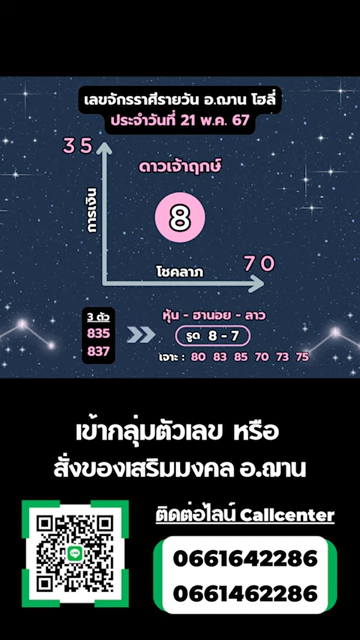 เลขจักรราศีรายวัน อ.ฌาน โฮลี่
ประจำวันที่ 21 พ.ค. 67
35
ดาวเจ้าฤกษ์
การเงิน
8
โชคลาภ
70
3 ตัว
835
837
หุ้น - ฮานอย - ลาว
รูด 8 - 7
เจาะ : 80 83 85 70 73 75
เข้ากลุ่มตัวเลข หรือ
สั่งของเสริมมงคล อ.ฌาน
ติดต่อไลน์ Callcenter
0661642286
0661462286